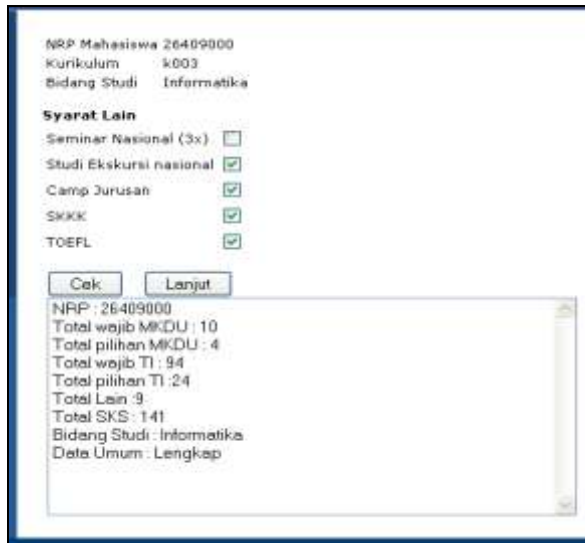 NRP Mahasiswa 26409000
Kurikulum k003
Bidang Studi Informatika
Syarat Lain
Seminar Nasional (3x)
Studi Ekskursi nasional
Camp Jurusan
SKKK
TOEFL
Cek Lanjut
NRP : 26409000
Total wajib MKDU : 10
Total pilihan MKDU : 4
Total wajib TI : 94
Total pilihan TI :24
Total Lain :9
Total SKS : 141
Bidang Studi : Informatika
Data Umum : Lengkap